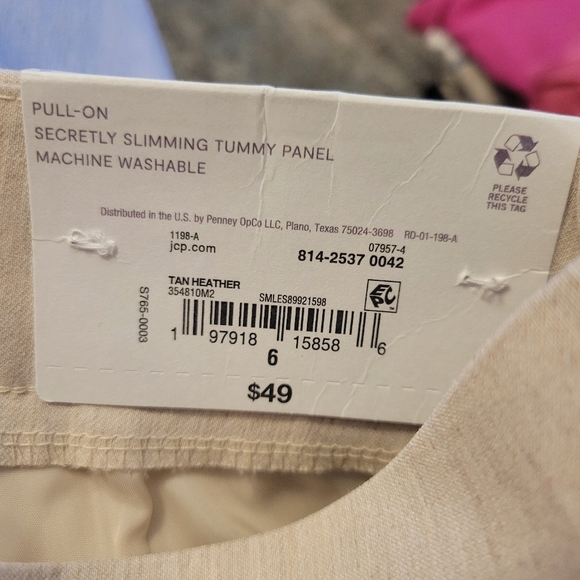 PULL-ON
SECRETLY SLIMMING TUMMY PANEL
MACHINE WASHABLE
PLEASE
RECYCLE
THIS TAG
Distributed in the U.S. by Penney OpCo LLC, Plano, Texas 75024-3698 RD-01-198-A
1198-A 07957-4
jcp.com 814-2537 0042
TAN HEATHER
354810M2 SMLES89921598
EPC
S765-0003
1 97918 15858 6
6
$49